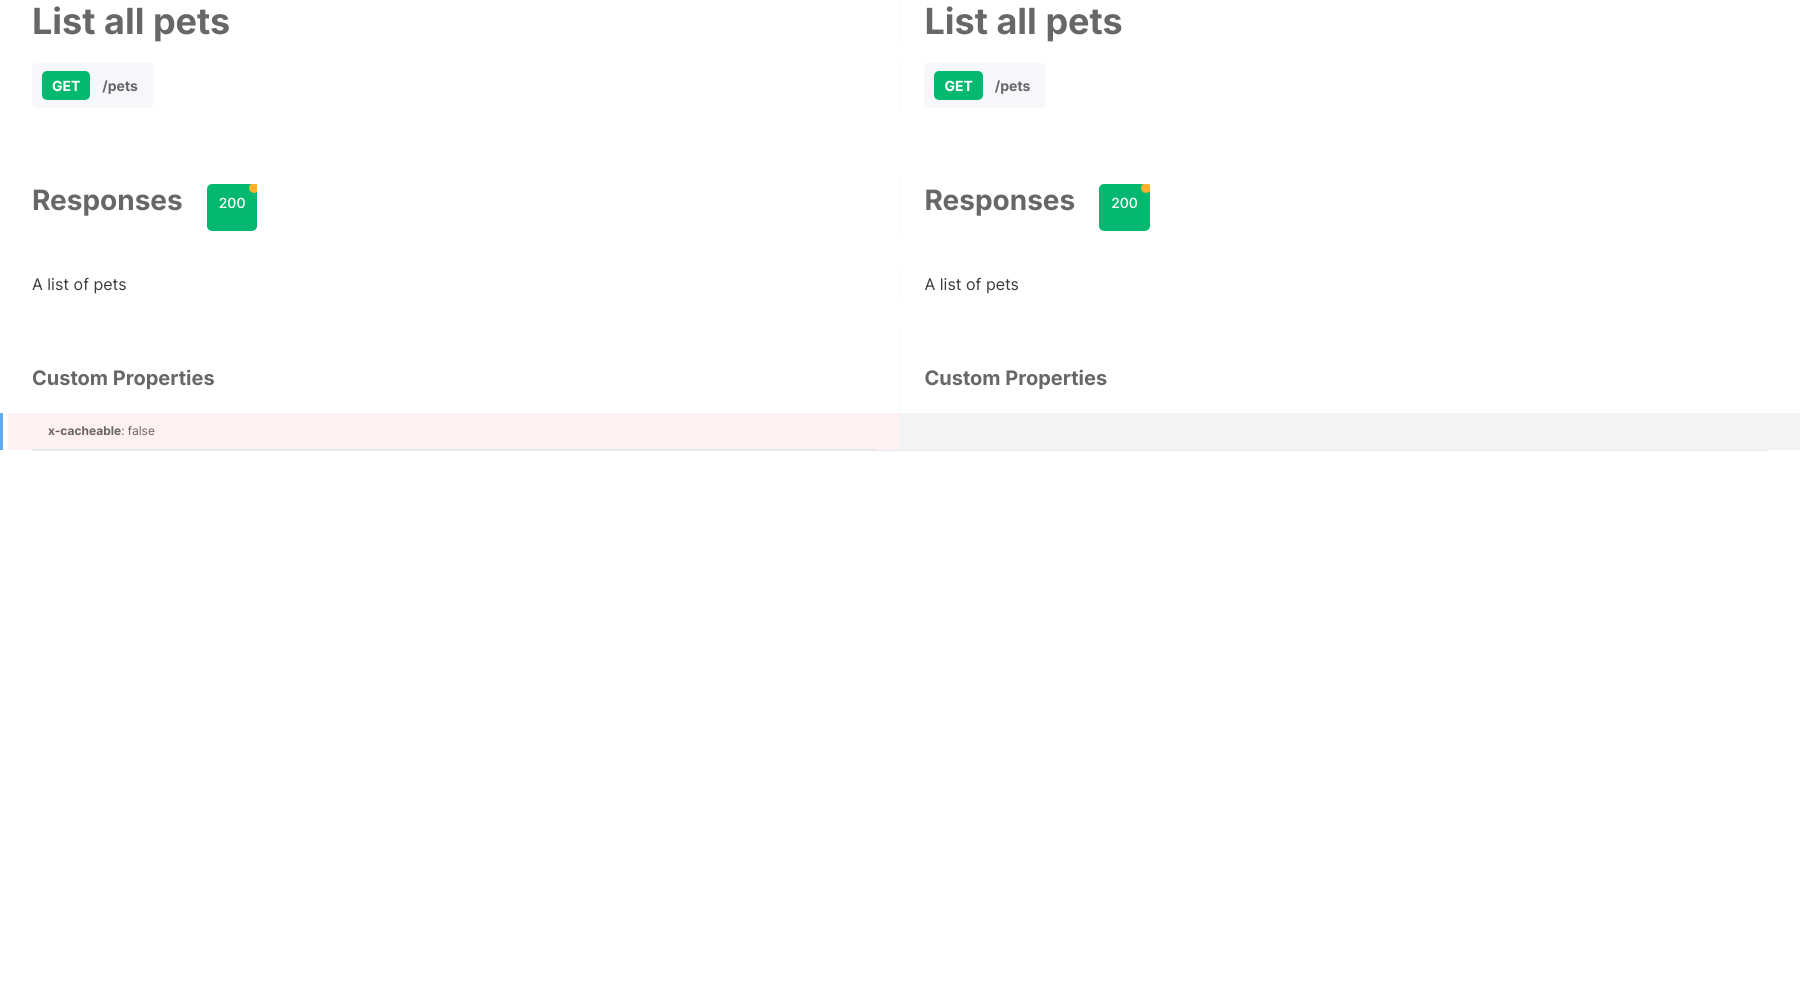 List all pets
GET /pets
Responses 200
A list of pets
Custom Properties
x-cacheable: false
List all pets
GET /pets
Responses 200
A list of pets
Custom Properties